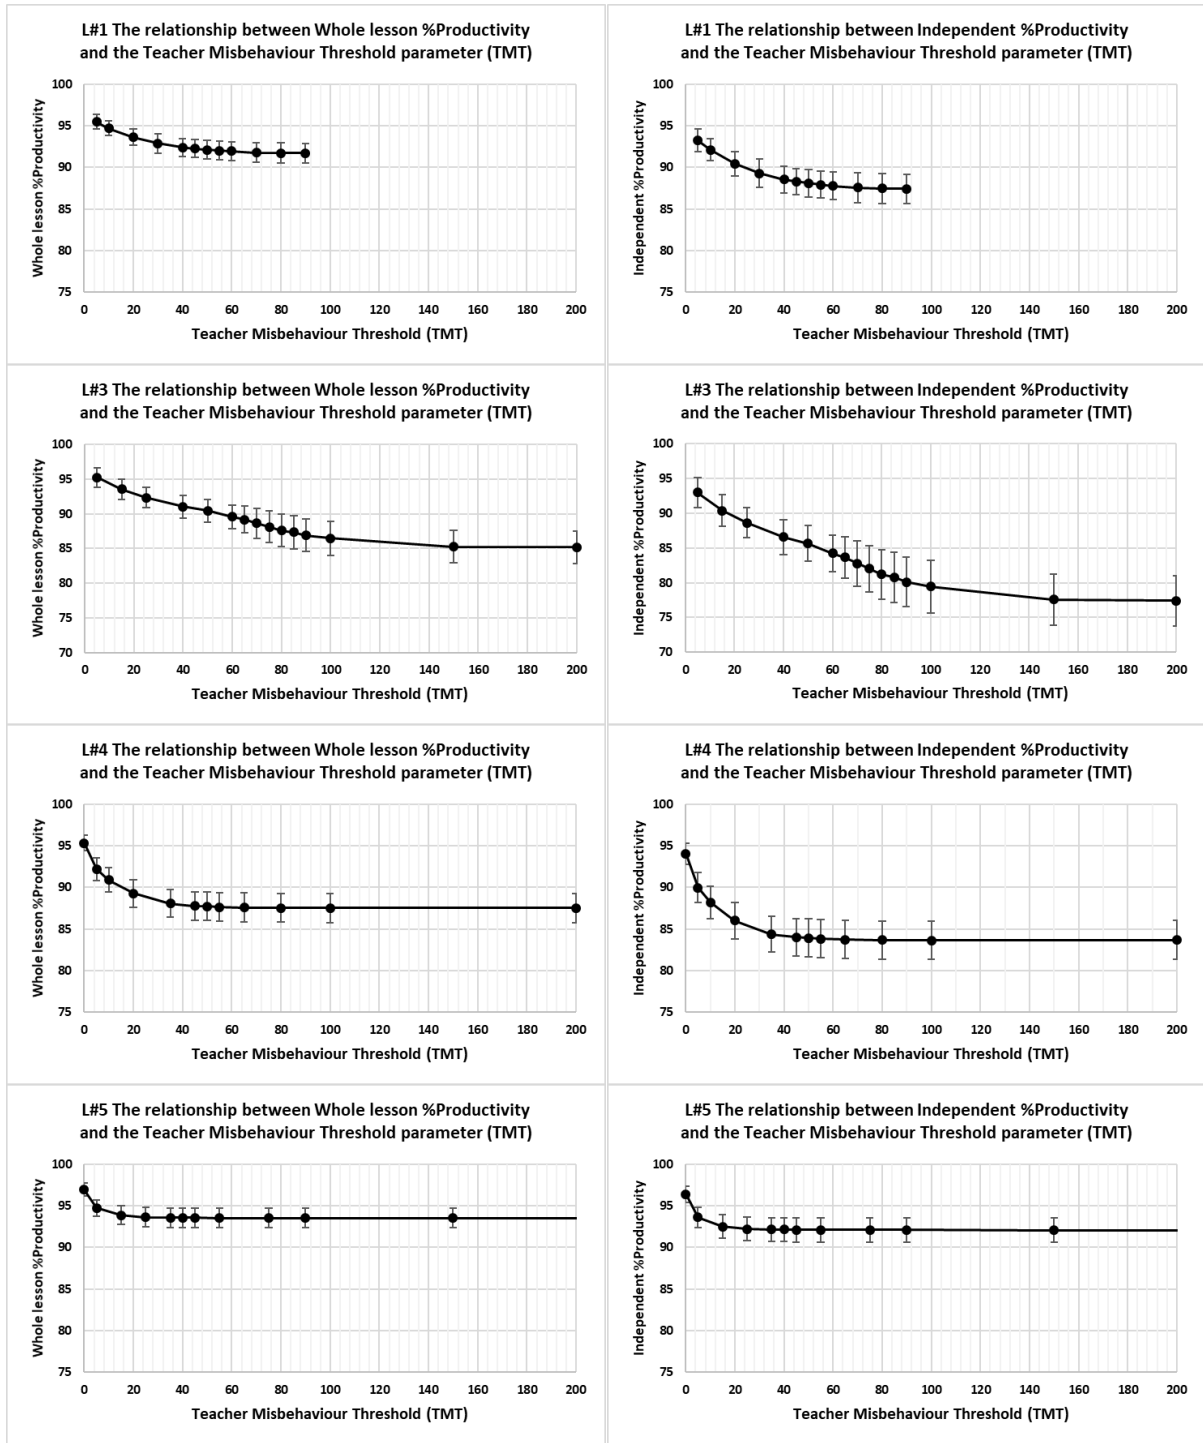 L#1 The relationship between Whole lesson %Productivity
and the Teacher Misbehaviour Threshold parameter (TMT)
Whole lesson %Productivity
100
95
90
85
80
75
0 20 40 60 80 100 120 140 160 180 200
Teacher Misbehaviour Threshold (TMT)
L#1 The relationship between Independent %Productivity
and the Teacher Misbehaviour Threshold parameter (TMT)
Independent %Productivity
100
95
90
85
80
75
0 20 40 60 80 100 120 140 160 180 200
Teacher Misbehaviour Threshold (TMT)
L#3 The relationship between Whole lesson %Productivity
and the Teacher Misbehaviour Threshold parameter (TMT)
Whole lesson %Productivity
100
95
90
85
80
75
70
0 20 40 60 80 100 120 140 160 180 200
Teacher Misbehaviour Threshold (TMT)
L#3 The relationship between Independent %Productivity
and the Teacher Misbehaviour Threshold parameter (TMT)
Independent %Productivity
100
95
90
85
80
75
70
0 20 40 60 80 100 120 140 160 180 200
Teacher Misbehaviour Threshold (TMT)
L#4 The relationship between Whole lesson %Productivity
and the Teacher Misbehaviour Threshold parameter (TMT)
Whole lesson %Productivity
100
95
90
85
80
75
0 20 40 60 80 100 120 140 160 180 200
Teacher Misbehaviour Threshold (TMT)
L#4 The relationship between Independent %Productivity
and the Teacher Misbehaviour Threshold parameter (TMT)
Independent %Productivity
100
95
90
85
80
75
0 20 40 60 80 100 120 140 160 180 200
Teacher Misbehaviour Threshold (TMT)
L#5 The relationship between Whole lesson %Productivity
and the Teacher Misbehaviour Threshold parameter (TMT)
Whole lesson %Productivity
100
95
90
85
80
75
0 20 40 60 80 100 120 140 160 180 200
Teacher Misbehaviour Threshold (TMT)
L#5 The relationship between Independent %Productivity
and the Teacher Misbehaviour Threshold parameter (TMT)
Independent %Productivity
100
95
90
85
80
75
0 20 40 60 80 100 120 140 160 180 200
Teacher Misbehaviour Threshold (TMT)